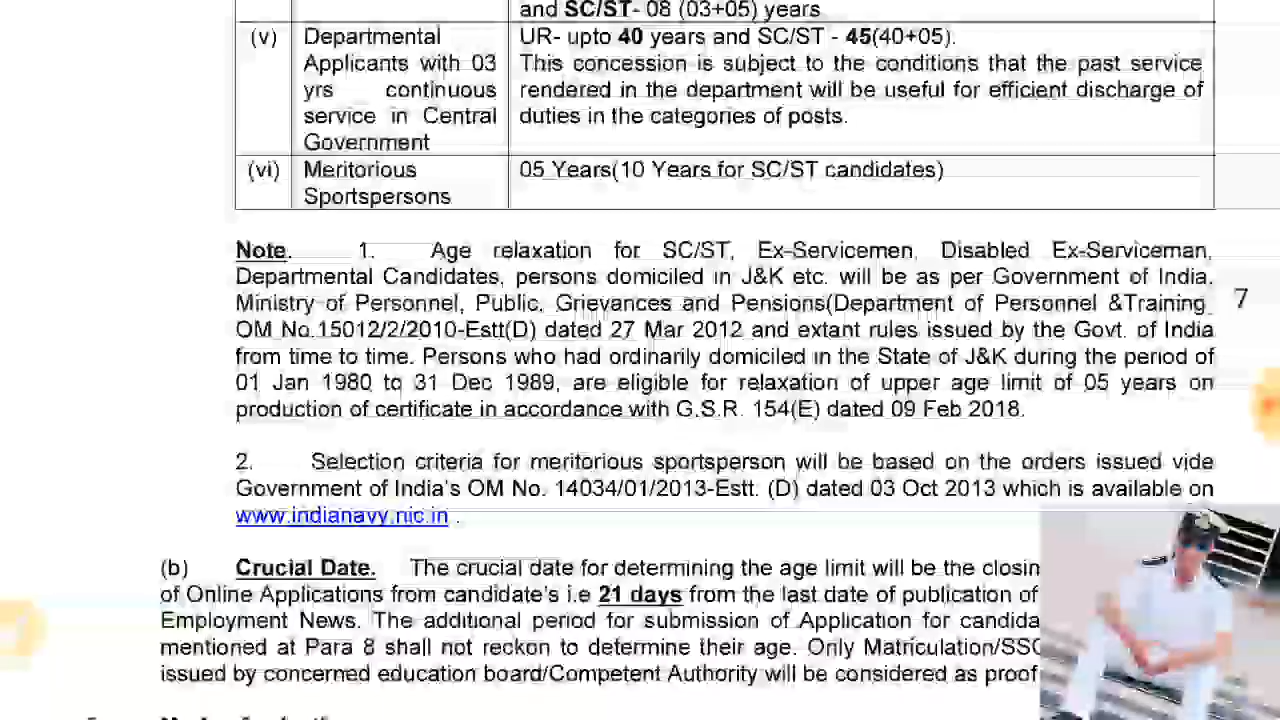 and SC/ST- 08 (03+05) years
(v) Departmental UR- upto 40 years and SC/ST - 45(40+05).
Applicants with 03 This concession is subject to the conditions that the past service
yrs continuous rendered in the department will be useful for efficient discharge of
service in Central duties in the categories of posts.
Government
(vi) Meritorious 05 Years(10 Years for SC/ST candidates)
Sportspersons
Note. 1. Age relaxation for SC/ST, Ex-Servicemen, Disabled Ex-Serviceman,
Departmental Candidates, persons domiciled in J&K etc. will be as per Government of India.
Ministry of Personnel, Public, Grievances and Pensions(Department of Personnel &Training
7
OM No.15012/2/2010-Estt(D) dated 27 Mar 2012 and extant rules issued by the Govt. of India
from time to time. Persons who had ordinarily domiciled in the State of J&K during the period of
01 Jan 1980 to 31 Dec 1989, are eligible for relaxation of upper age limit of 05 years on
production of certificate in accordance with G.S.R. 154(E) dated 09 Feb 2018.
2. Selection criteria for meritorious sportsperson will be based on the orders issued vide
Government of India's OM No. 14034/01/2013-Estt. (D) dated 03 Oct 2013 which is available on
www.indianavy.nic.in .
(b) Crucial Date. The crucial date for determining the age limit will be the closin
of Online Applications from candidate's i.e 21 days from the last date of publication of
Employment News. The additional period for submission of Application for candida
mentioned at Para 8 shall not reckon to determine their age. Only Matriculation/SSC
issued by concerned education board/Competent Authority will be considered as proof